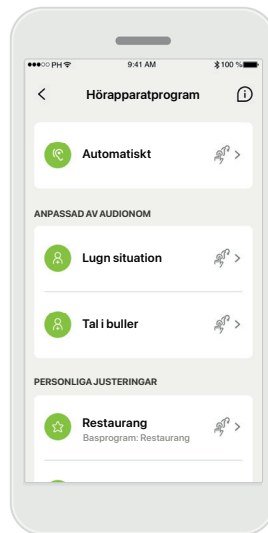 ●●●○○ PH 9:41 AM 100 %
Hörapparatprogram
Automatiskt
ANPASSAD AV AUDIONOM
Lugn situation
Tal i buller
PERSONLIGA JUSTERINGAR
Restaurang
Basprogram: Restaurang